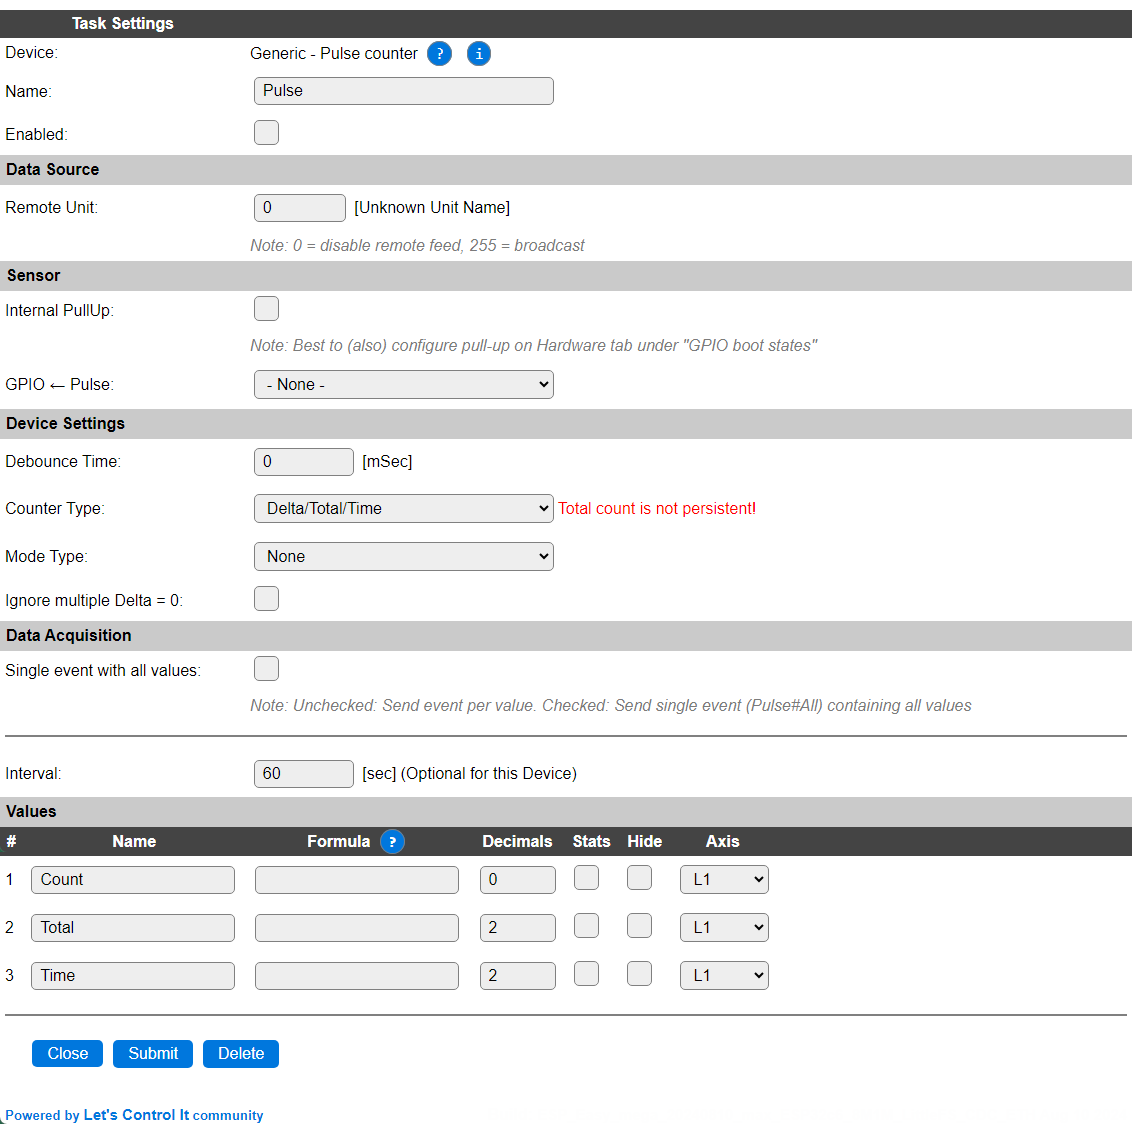 Task Settings
Device: Generic - Pulse counter ? i
Name: Pulse
Enabled:
Data Source
Remote Unit: 0 [Unknown Unit Name]
Note: 0 = disable remote feed, 255 = broadcast
Sensor
Internal PullUp:
Note: Best to (also) configure pull-up on Hardware tab under "GPIO boot states"
GPIO ← Pulse: - None -
Device Settings
Debounce Time: 0 [mSec]
Counter Type: Delta/Total/Time Total count is not persistent!
Mode Type: None
Ignore multiple Delta = 0:
Data Acquisition
Single event with all values:
Note: Unchecked: Send event per value. Checked: Send single event (Pulse#All) containing all values
Interval: 60 [sec] (Optional for this Device)
Values
# Name Formula ? Decimals Stats Hide Axis
1 Count 0 L1
2 Total 2 L1
3 Time 2 L1
Close Submit Delete
Powered by Let's Control It community